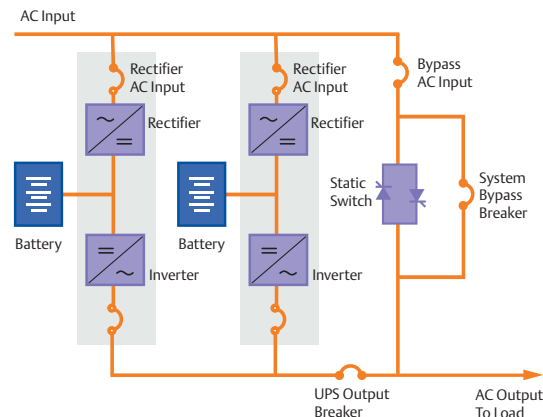 AC Input
Rectifier
AC Input
Rectifier
AC Input
Bypass
AC Input
Rectifier
Rectifier
Static
Switch
System
Bypass
Breaker
Battery
Battery
Inverter
Inverter
UPS Output
Breaker
AC Output
To Load